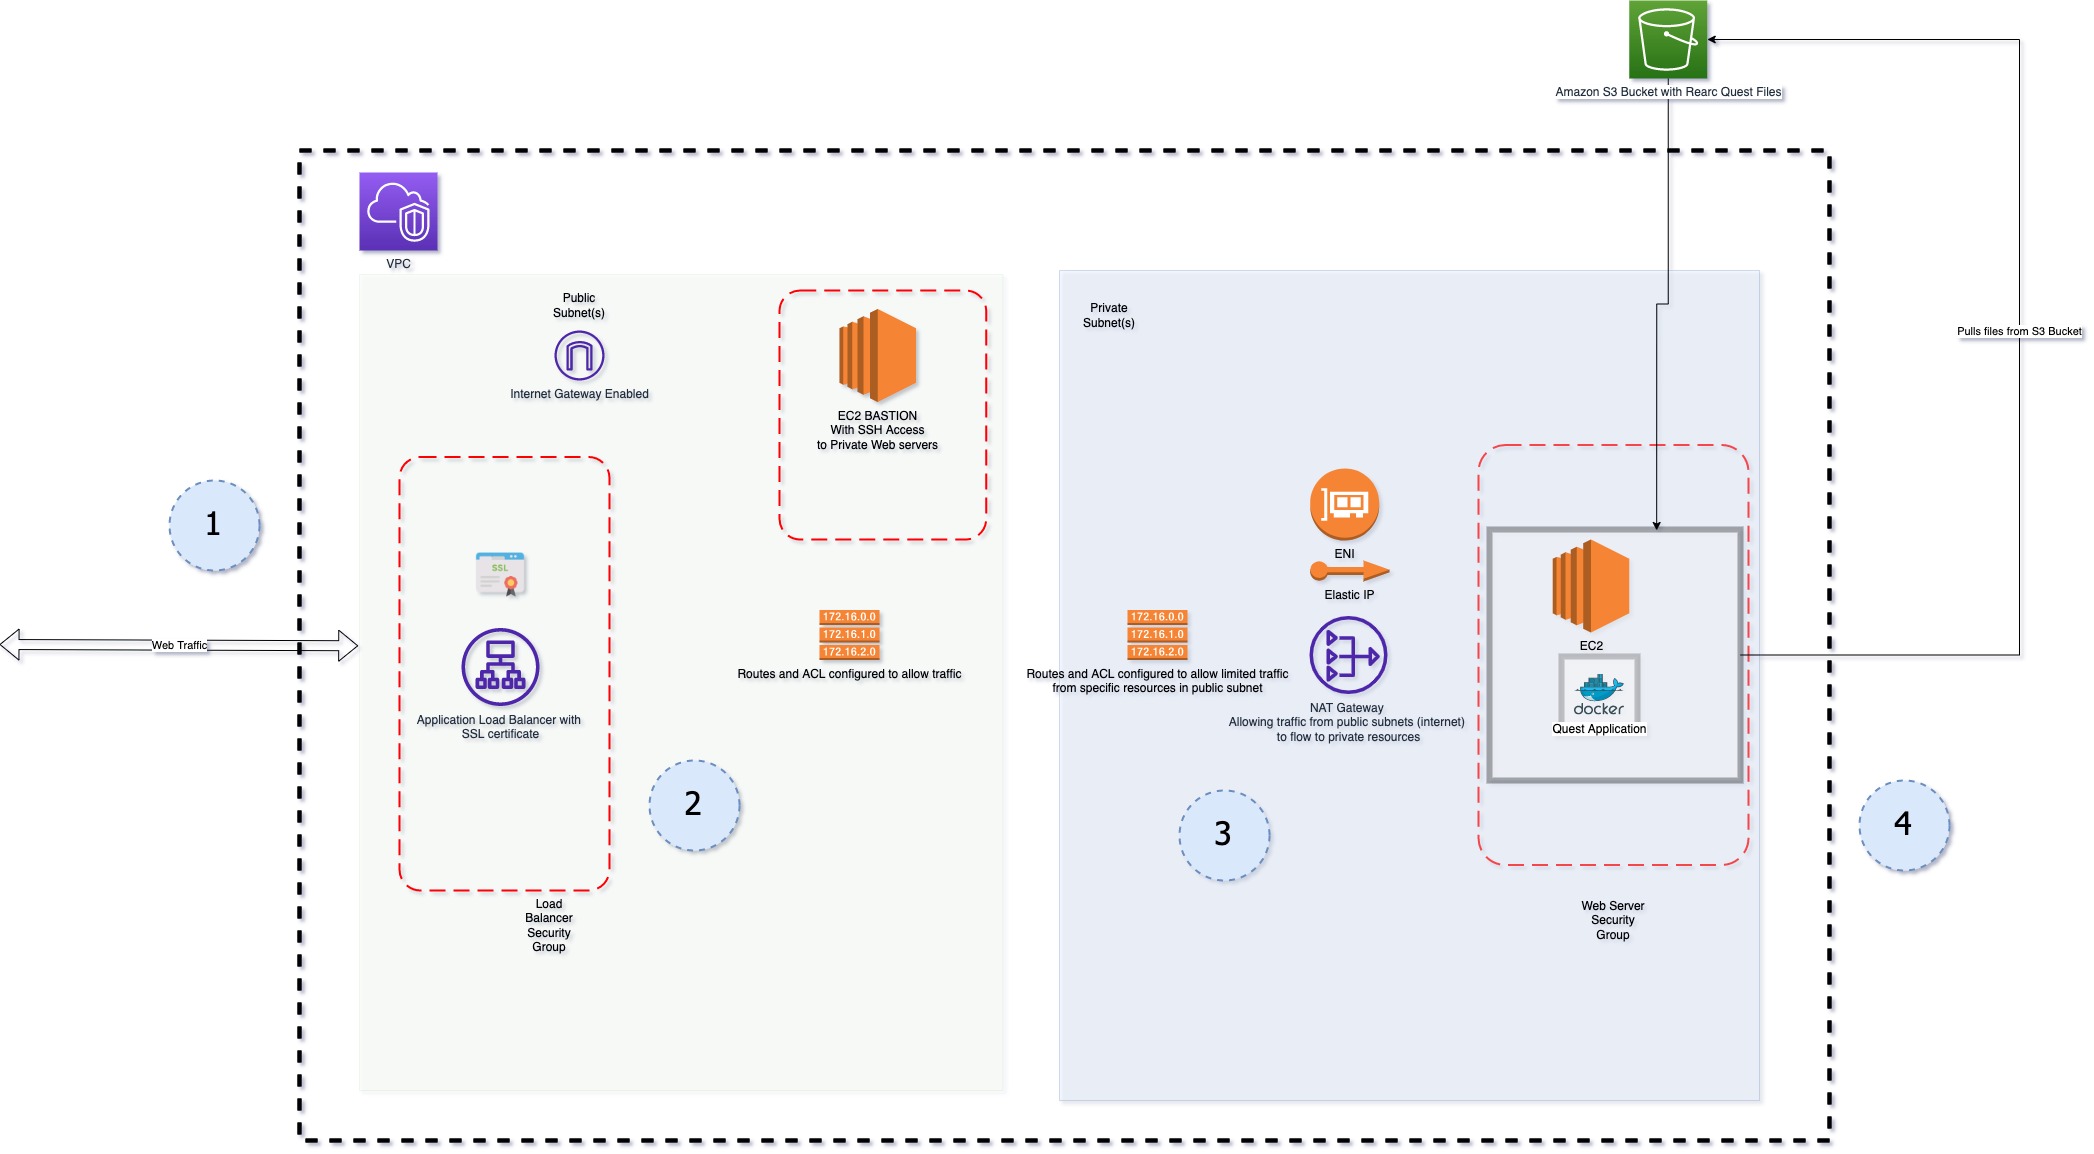 Amazon S3 Bucket with Rearc Quest Files
VPC
Public
Subnet(s)
Internet Gateway Enabled
EC2 BASTION
With SSH Access
to Private Web servers
Private
Subnet(s)
Pulls files from S3 Bucket
1
Web Traffic
SSL
Application Load Balancer with
SSL certificate
Load
Balancer
Security
Group
2
172.16.0.0
172.16.1.0
172.16.2.0
Routes and ACL configured to allow traffic
172.16.0.0
172.16.1.0
172.16.2.0
Routes and ACL configured to allow limited traffic
from specific resources in public subnet
ENI
Elastic IP
NAT Gateway
Allowing traffic from public subnets (internet)
to flow to private resources
3
EC2
docker
Quest Application
Web Server
Security
Group
4